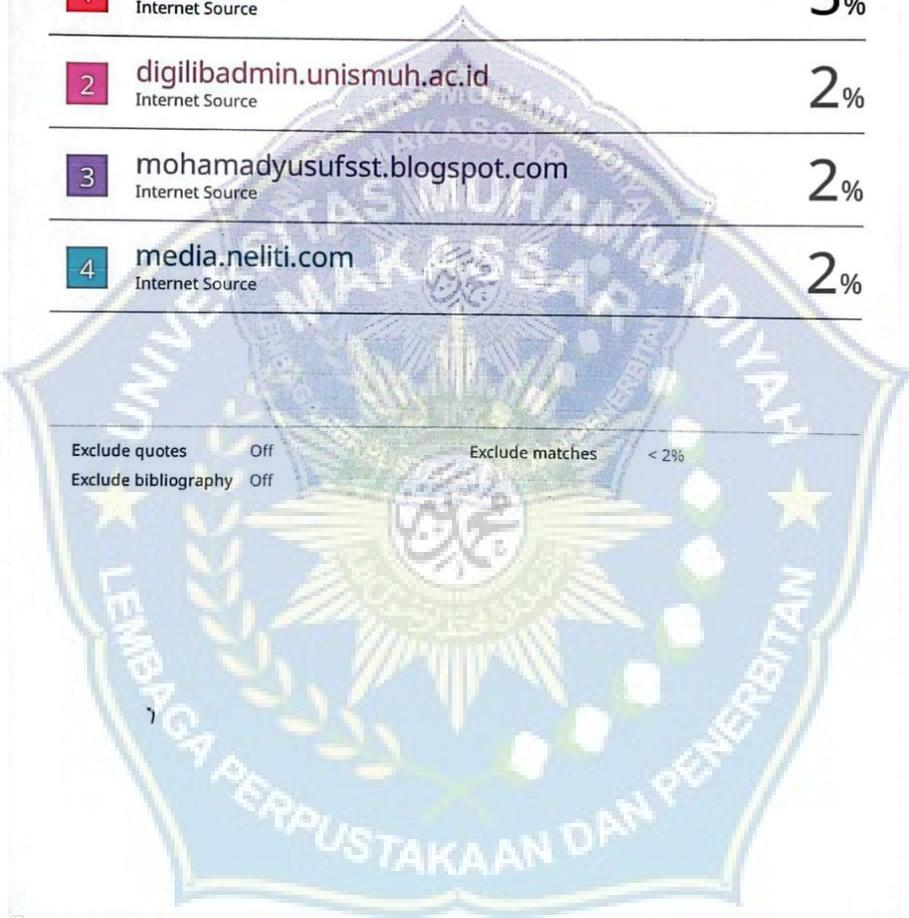 Internet Source
%
2 digilibadmin.unismuh.ac.id 2%
Internet Source
3 mohamadyusufsst.blogspot.com 2%
Internet Source
4 media.neliti.com 2%
Internet Source
Exclude quotes Off Exclude matches < 2%
Exclude bibliography Off
UNIVERSITAS MUHAMMADIYAH
MAKASSAR
LEMBAGA PERPUSTAKAAN DAN PENERBITAN